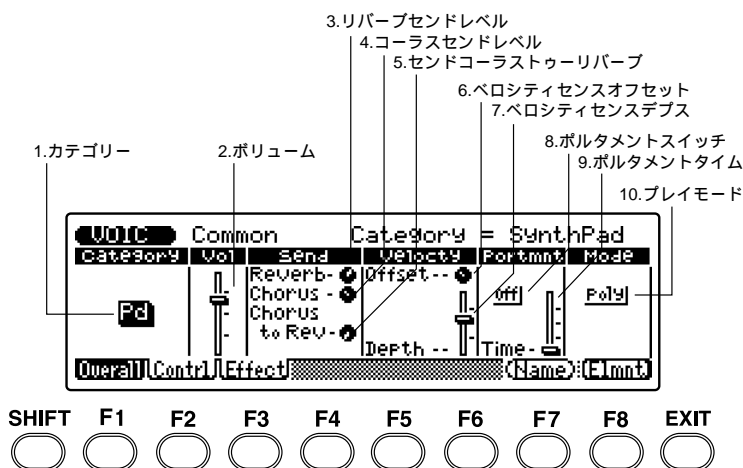 3.リバーブセンドレベル
4.コーラスセンドレベル
5.センドコーラストゥーリバーブ
6.ベロシティセンスオフセット
7.ベロシティセンスデプス
8.ポルタメントスイッチ
9.ポルタメントタイム
10.プレイモード
1.カテゴリー
2.ボリューム
VOIC Common Category = SynthPad
Category Vol Send Velocty Portmnt Mode
Reverb- Offset--
Chorus - off Poly
Pd Chorus
to Rev- Depth -- Time-
Overall Contrl Effect (Name) (Elmnt)
SHIFT F1 F2 F3 F4 F5 F6 F7 F8 EXIT